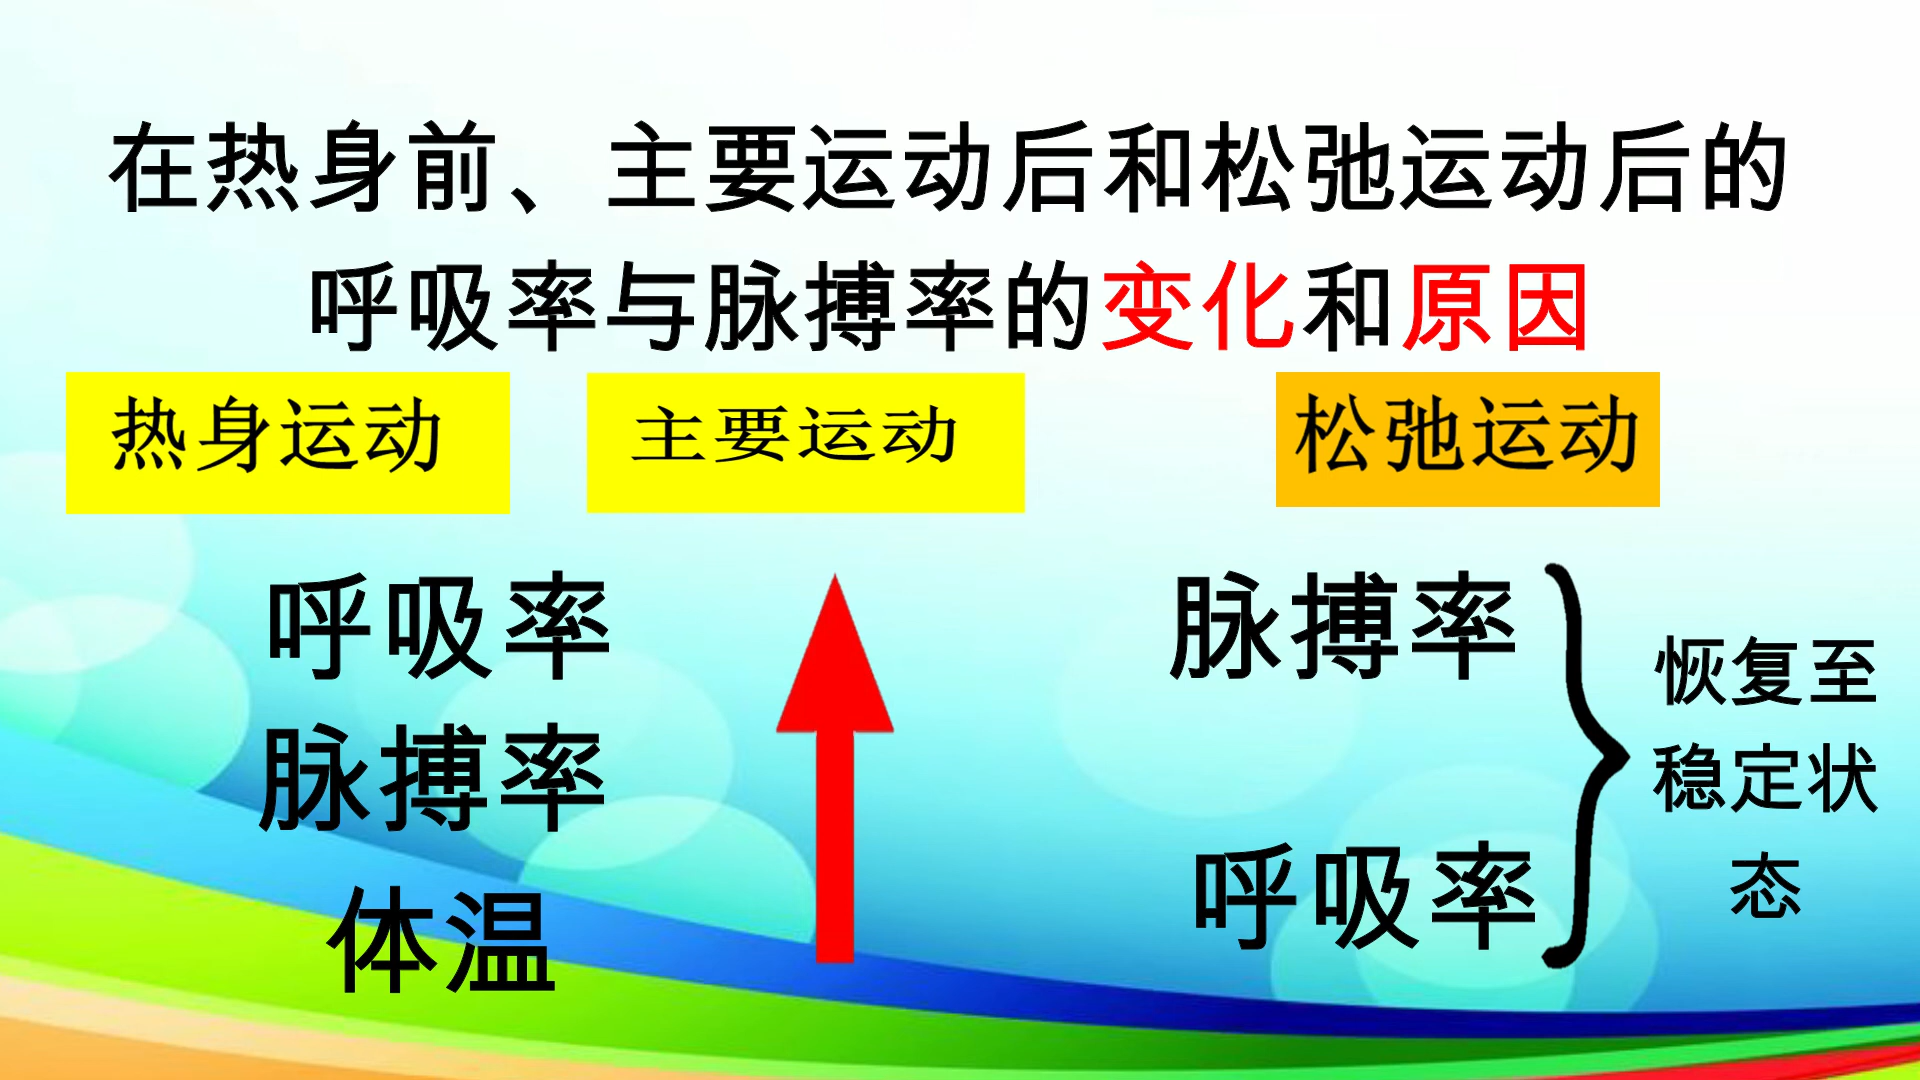 在热身前、主要运动后和松弛运动后的
呼吸率与脉搏率的变化和原因
热身运动
主要运动
松弛运动
呼吸率
脉搏率
体温
脉搏率
呼吸率
恢复至
稳定状
态